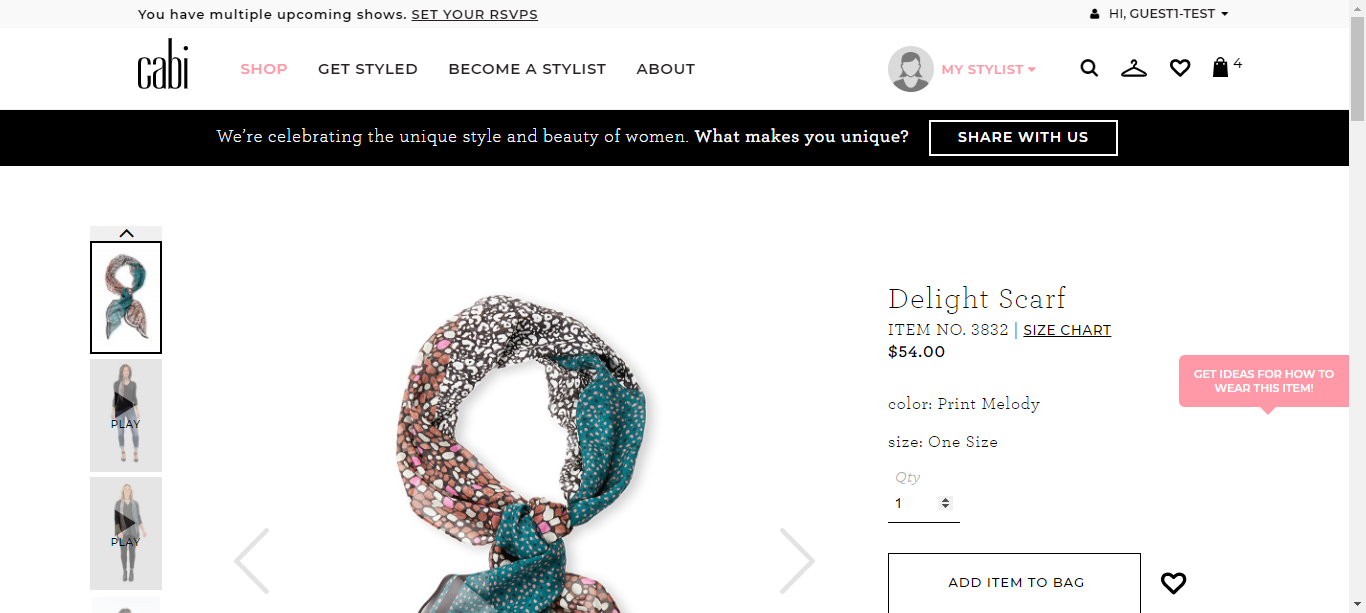 You have multiple upcoming shows. SET YOUR RSVPS
HI, GUEST1-TEST
cabi
SHOP
GET STYLED
BECOME A STYLIST
ABOUT
MY STYLIST
4
We’re celebrating the unique style and beauty of women. What makes you unique?
SHARE WITH US
PLAY
PLAY
Delight Scarf
ITEM NO. 3832 | SIZE CHART
$54.00
GET IDEAS FOR HOW TO
WEAR THIS ITEM!
color: Print Melody
size: One Size
Qty
1
ADD ITEM TO BAG